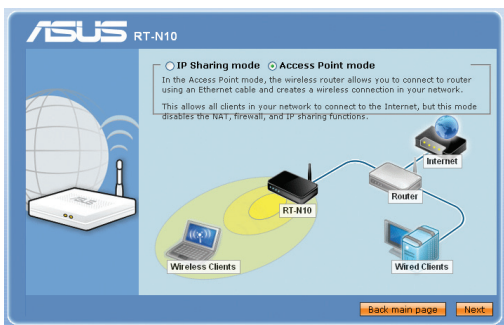 ASUS RT-N10
IP Sharing mode Access Point mode
In the Access Point mode, the wireless router allows you to connect to router
using an Ethernet cable and creates a wireless connection in your network.
This allows all clients in your network to connect to the Internet, but this mode
disables the NAT, firewall, and IP sharing functions.
Internet
Router
RT-N10
Wireless Clients
Wired Clients
Back main page Next